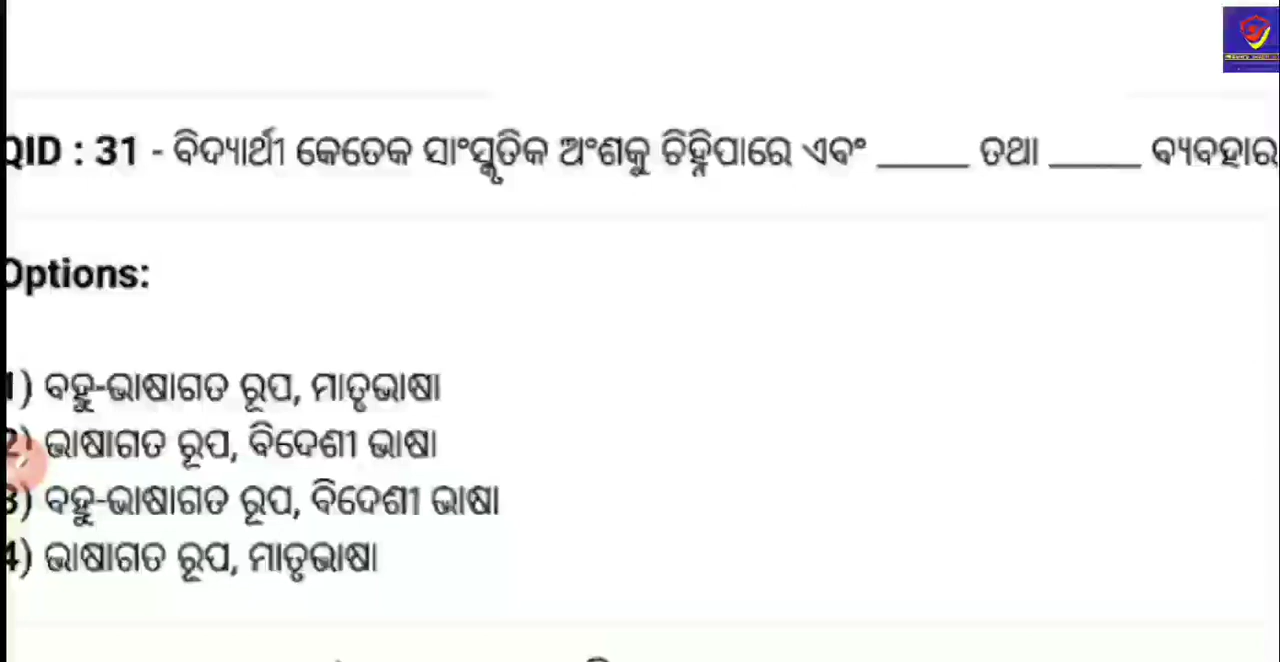 QID : 31 - ବିଦ୍ୟାର୍ଥୀ କେତେକ ସାଂସ୍କୃତିକ ଅଂଶକୁ ଚିହ୍ନିପାରେ ଏବଂ _____ ତଥା _____ ବ୍ୟବହାର
Options:
1) ବହୁ-ଭାଷାଗତ ରୂପ, ମାତୃଭାଷା
2) ଭାଷାଗତ ରୂପ, ବିଦେଶୀ ଭାଷା
3) ବହୁ-ଭାଷାଗତ ରୂପ, ବିଦେଶୀ ଭାଷା
4) ଭାଷାଗତ ରୂପ, ମାତୃଭାଷା